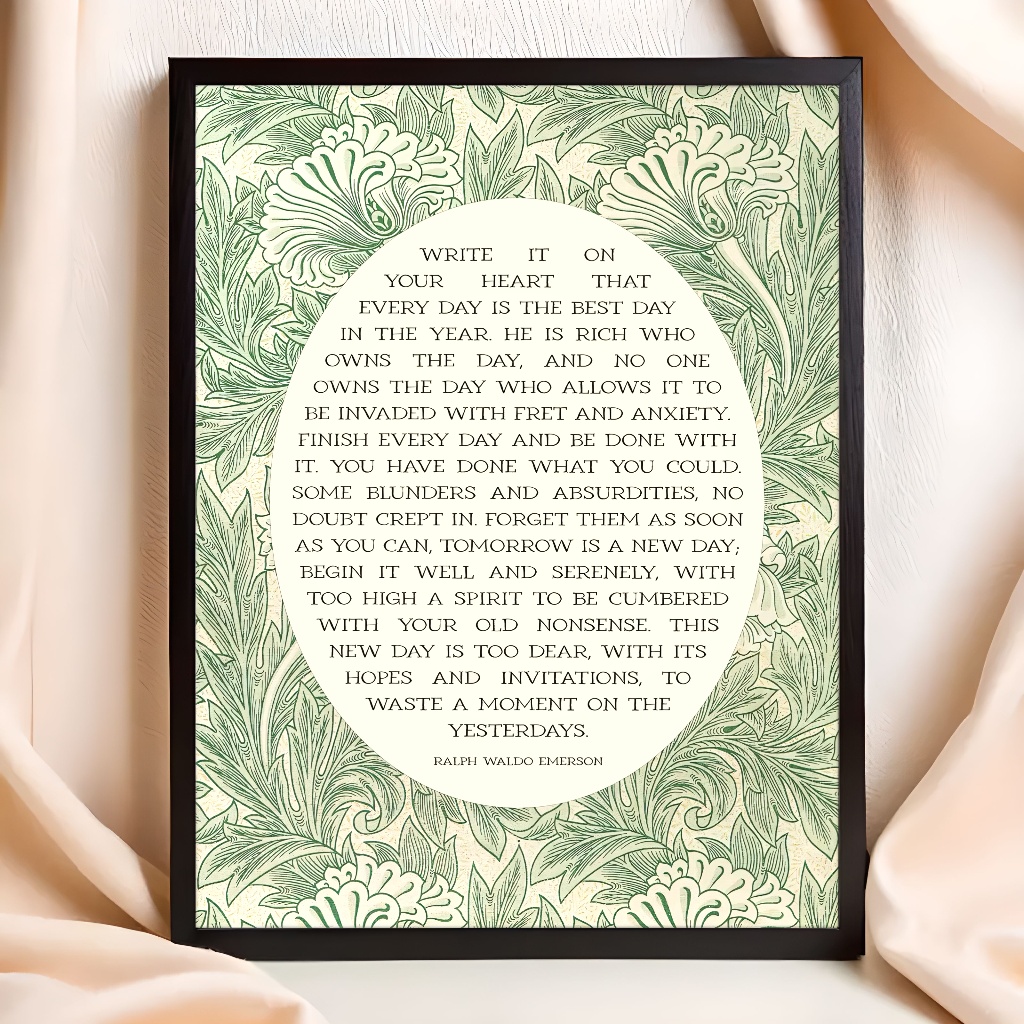 WRITE IT ON
YOUR HEART THAT
EVERY DAY IS THE BEST DAY
IN THE YEAR. HE IS RICH WHO
OWNS THE DAY, AND NO ONE
OWNS THE DAY WHO ALLOWS IT TO
BE INVADED WITH FRET AND ANXIETY.
FINISH EVERY DAY AND BE DONE WITH
IT. YOU HAVE DONE WHAT YOU COULD.
SOME BLUNDERS AND ABSURDITIES, NO
DOUBT CREPT IN. FORGET THEM AS SOON
AS YOU CAN, TOMORROW IS A NEW DAY;
BEGIN IT WELL AND SERENELY, WITH
TOO HIGH A SPIRIT TO BE CUMBERED
WITH YOUR OLD NONSENSE. THIS
NEW DAY IS TOO DEAR, WITH ITS
HOPES AND INVITATIONS, TO
WASTE A MOMENT ON THE
YESTERDAYS.
RALPH WALDO EMERSON